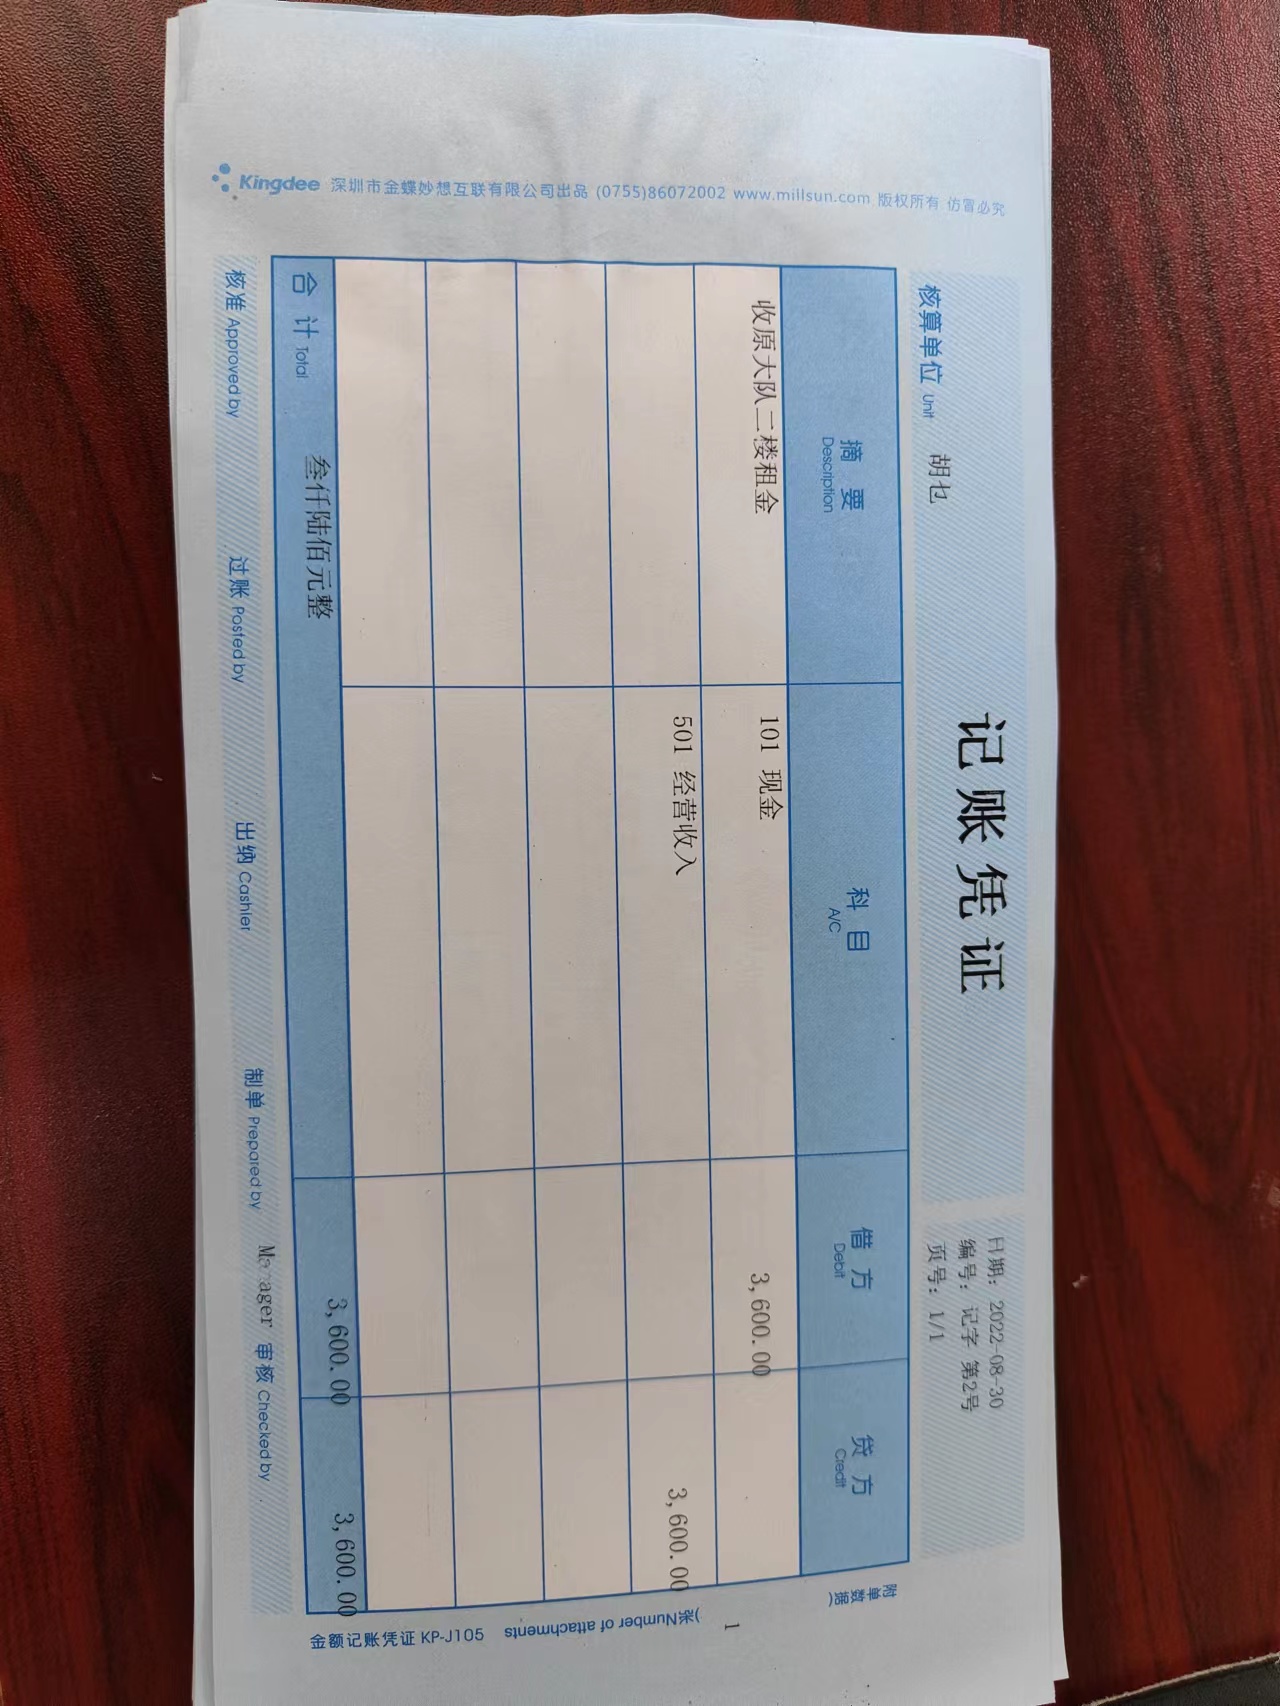 记账凭证
核算单位 Unit 胡乜
日期: 2022-08-30
编号: 记字 第2号
页号: 1/1
摘要 Description 科目 A/C 借方 Debit 贷方 Credit
收原大队二楼租金 101 现金 3,600.00
501 经营收入 3,600.00
合计 Total 叁仟陆佰元整 3,600.00 3,600.00
核准 Approved by 过账 Posted by 出纳 Cashier 制单 Prepared by Manager 审核 Checked by
附单数据( 1 张)Number of attachments
金额记账凭证 KP-J105
Kingdee 深圳市金蝶妙想互联有限公司出品 (0755)86072002 www.millsun.com 版权所有 仿冒必究